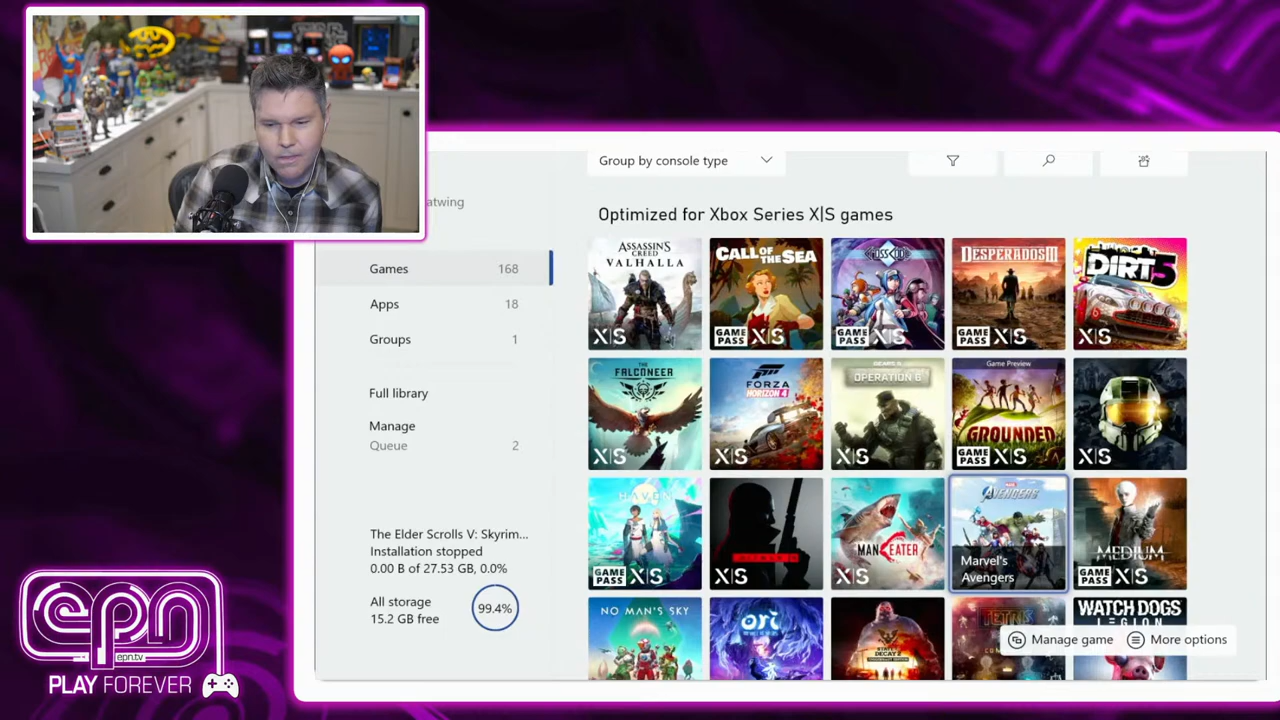 atwing
Group by console type
Optimized for Xbox Series X|S games
Games 168
Apps 18
Groups 1
Full library
Manage
Queue 2
The Elder Scrolls V: Skyrim...
Installation stopped
0.00 B of 27.53 GB, 0.0%
All storage
15.2 GB free
99.4%
ASSASSIN'S
CREED
VALHALLA
X|S
CALL OF THE
SEA
GAME
PASS X|S
CROSSCODE
GAME
PASS X|S
DESPERADOS III
GAME
PASS X|S
DIRT 5
X|S
THE
FALCONEER
X|S
FORZA
HORIZON 4
X|S
OPERATION 6
X|S
Game Preview
GROUNDED
GAME
PASS X|S
X|S
HAVEN
GAME
PASS X|S
X|S
MANEATER
X|S
AVENGERS
Marvel's
Avengers
MEDIUM
GAME
PASS X|S
NO MAN'S SKY
ori
TETRIS
WATCH DOGS
LEGION
Manage game
More options
epn
epn.tv
PLAY FOREVER